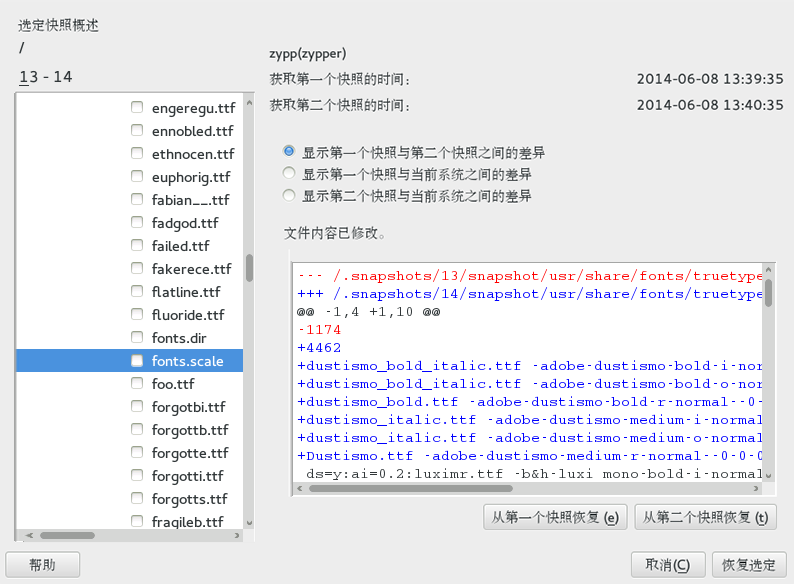 选定快照概述
/
13 - 14
engeregu.ttf
ennobled.ttf
ethnocen.ttf
euphorig.ttf
fabian__.ttf
fadgod.ttf
failed.ttf
fakerece.ttf
flatline.ttf
fluoride.ttf
fonts.dir
fonts.scale
foo.ttf
forgotbi.ttf
forgottb.ttf
forgotte.ttf
forgotti.ttf
forgotts.ttf
fragileb.ttf
zypp(zypper)
获取第一个快照的时间： 2014-06-08 13:39:35
获取第二个快照的时间： 2014-06-08 13:40:35
显示第一个快照与第二个快照之间的差异
显示第一个快照与当前系统之间的差异
显示第二个快照与当前系统之间的差异
文件内容已修改。
--- /.snapshots/13/snapshot/usr/share/fonts/truetype
+++ /.snapshots/14/snapshot/usr/share/fonts/truetype
@@ -1,4 +1,10 @@
-1174
+4462
+dustismo_bold_italic.ttf -adobe-dustismo-bold-i-nor
+dustismo_bold_italic.ttf -adobe-dustismo-bold-o-nor
+dustismo_bold.ttf -adobe-dustismo-bold-r-normal--0-
+dustismo_italic.ttf -adobe-dustismo-medium-i-normal
+dustismo_italic.ttf -adobe-dustismo-medium-o-normal
+Dustismo.ttf -adobe-dustismo-medium-r-normal--0-0-0
ds=y:ai=0.2:luximr.ttf -b&h-luxi mono-bold-i-normal
从第一个快照恢复 (e) 从第二个快照恢复 (t)
帮助 取消(C) 恢复选定